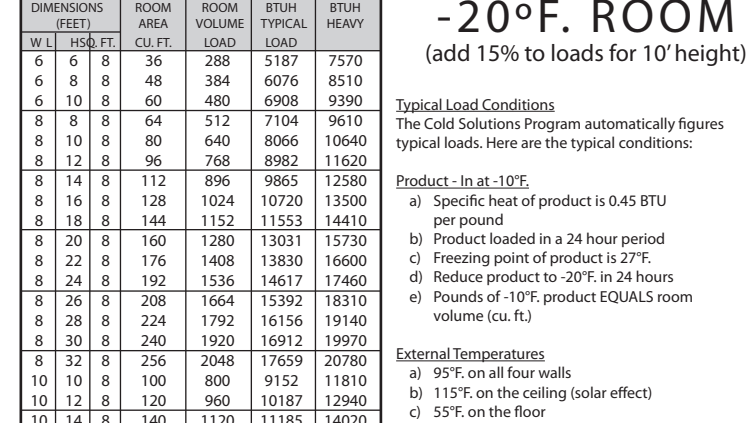 DIMENSIONS ROOM ROOM BTUH BTUH
(FEET) AREA VOLUME TYPICAL HEAVY
W L HSQ. FT. CU. FT. LOAD LOAD
6 6 8 36 288 5187 7570
6 8 8 48 384 6076 8510
6 10 8 60 480 6908 9390
8 8 8 64 512 7104 9610
8 10 8 80 640 8066 10640
8 12 8 96 768 8982 11620
8 14 8 112 896 9865 12580
8 16 8 128 1024 10720 13500
8 18 8 144 1152 11553 14410
8 20 8 160 1280 13031 15730
8 22 8 176 1408 13830 16600
8 24 8 192 1536 14617 17460
8 26 8 208 1664 15392 18310
8 28 8 224 1792 16156 19140
8 30 8 240 1920 16912 19970
8 32 8 256 2048 17659 20780
10 10 8 100 800 9152 11810
10 12 8 120 960 10187 12940
10 14 8 140 1120 11185 14020
-20ºF. ROOM
(add 15% to loads for 10' height)
Typical Load Conditions
The Cold Solutions Program automatically figures
typical loads. Here are the typical conditions:
Product - In at -10°F.
a) Specific heat of product is 0.45 BTU
per pound
b) Product loaded in a 24 hour period
c) Freezing point of product is 27°F.
d) Reduce product to -20°F. in 24 hours
e) Pounds of -10°F. product EQUALS room
volume (cu. ft.)
External Temperatures
a) 95°F. on all four walls
b) 115°F. on the ceiling (solar effect)
c) 55°F. on the floor